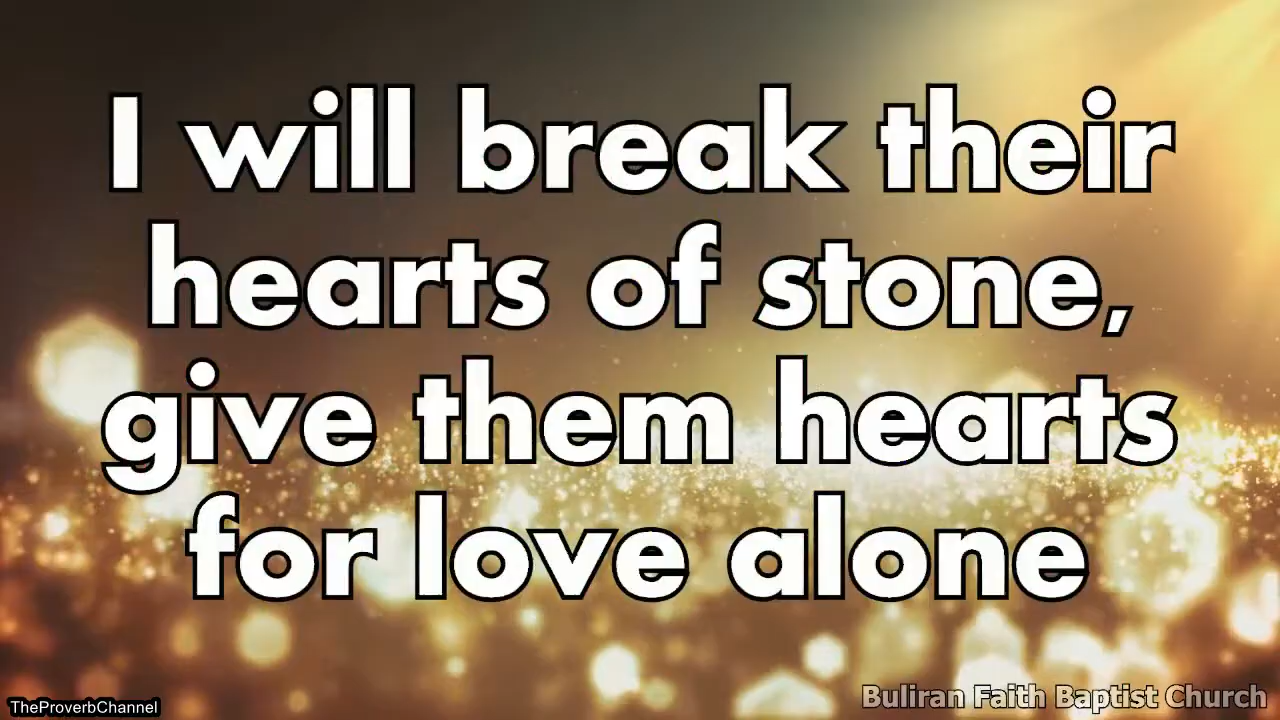 I will break their
hearts of stone,
give them hearts
for love alone
TheProverbChannel
Buliran Faith Baptist Church